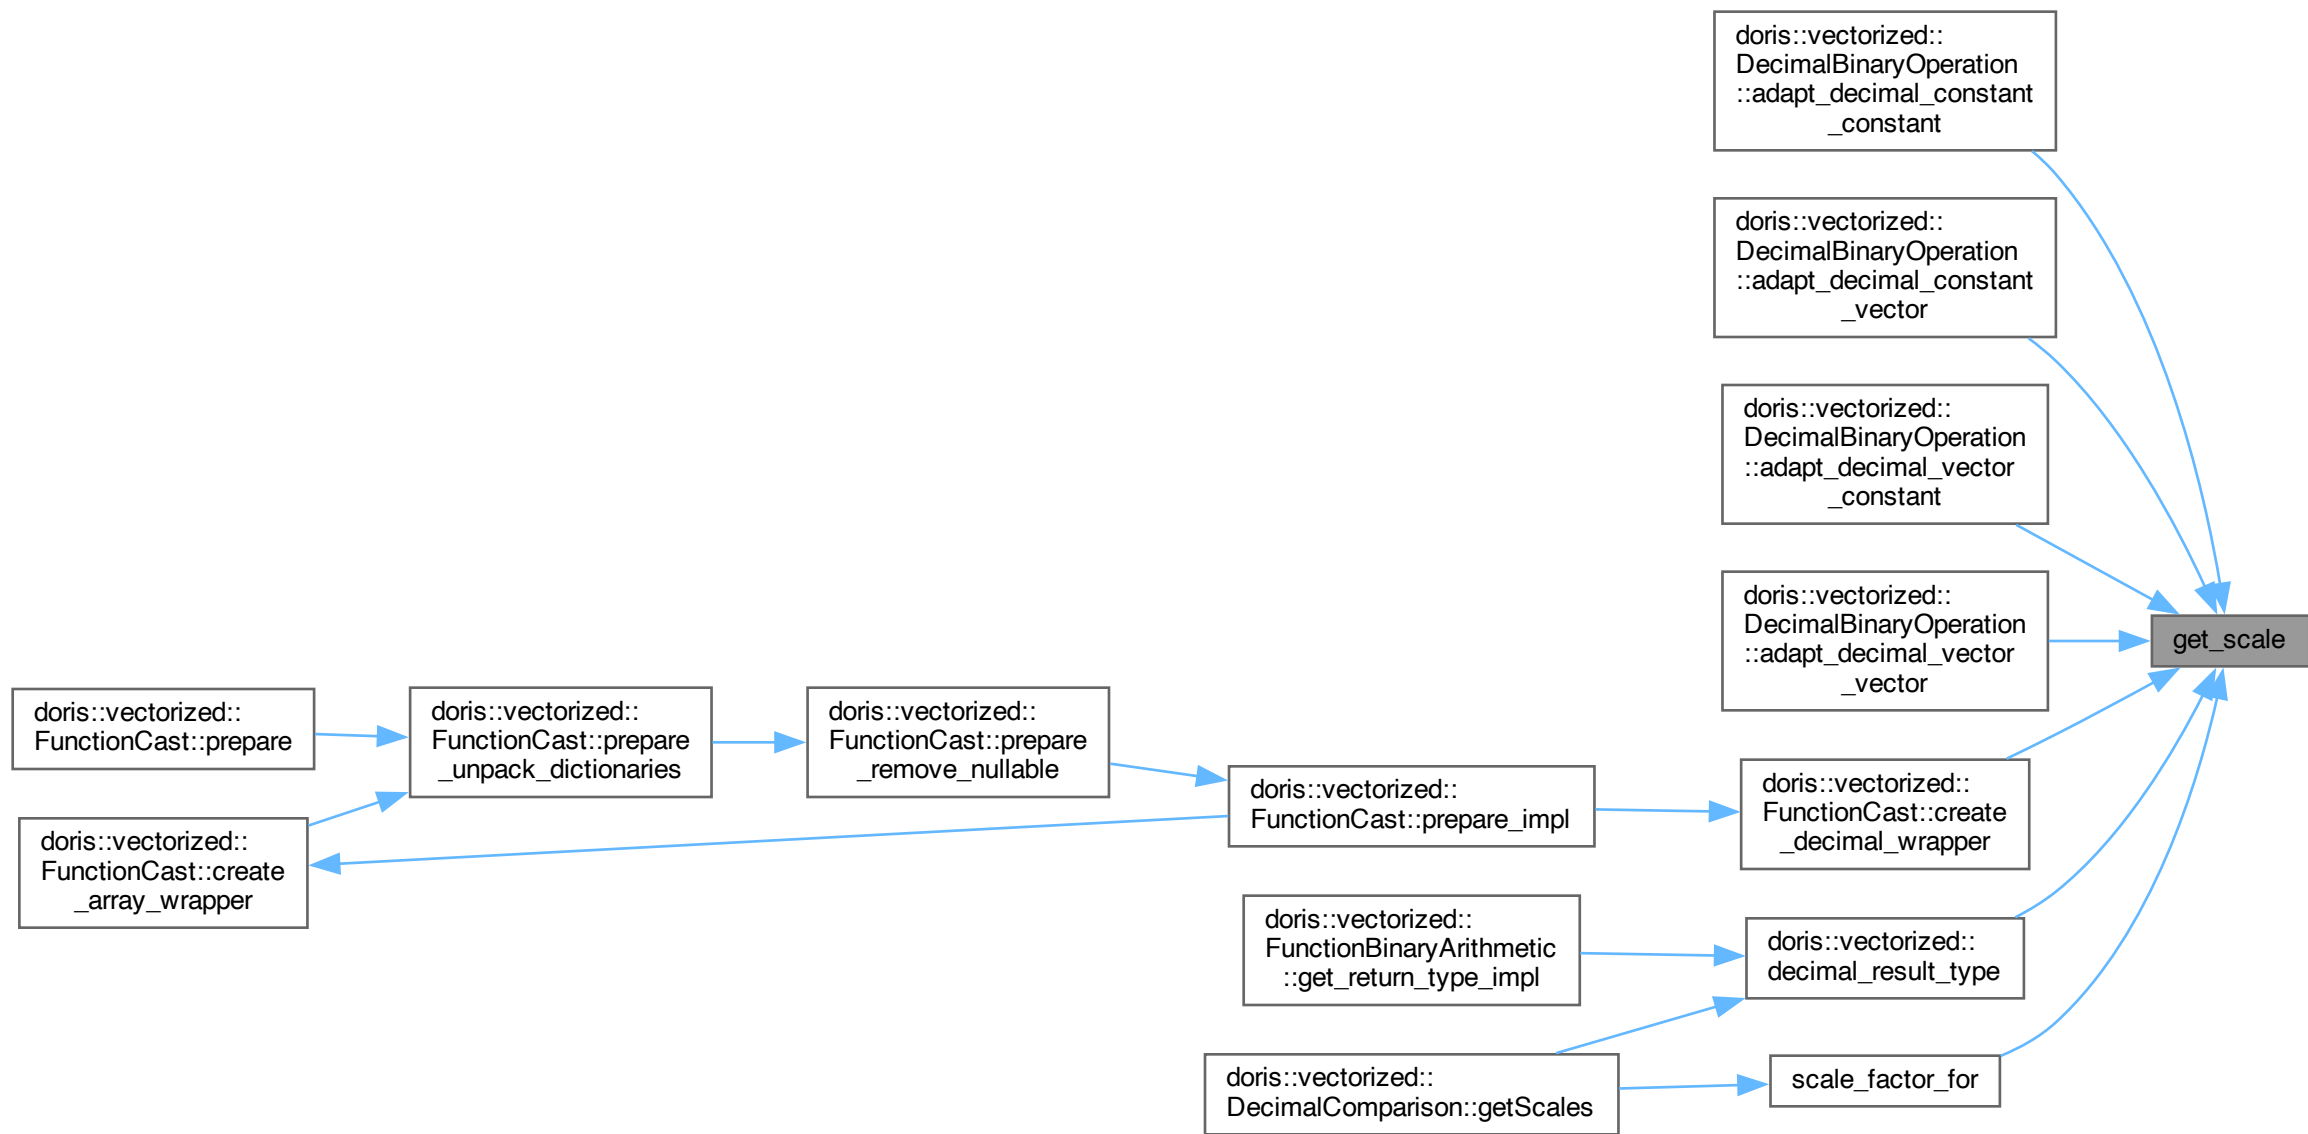 doris::vectorized::
DecimalBinaryOperation
::adapt_decimal_constant
_constant
doris::vectorized::
DecimalBinaryOperation
::adapt_decimal_constant
_vector
doris::vectorized::
DecimalBinaryOperation
::adapt_decimal_vector
_constant
doris::vectorized::
DecimalBinaryOperation
::adapt_decimal_vector
_vector
get_scale
doris::vectorized::
FunctionCast::prepare
doris::vectorized::
FunctionCast::prepare
_unpack_dictionaries
doris::vectorized::
FunctionCast::prepare
_remove_nullable
doris::vectorized::
FunctionCast::prepare_impl
doris::vectorized::
FunctionCast::create
_decimal_wrapper
doris::vectorized::
FunctionCast::create
_array_wrapper
doris::vectorized::
FunctionBinaryArithmetic
::get_return_type_impl
doris::vectorized::
decimal_result_type
doris::vectorized::
DecimalComparison::getScales
scale_factor_for